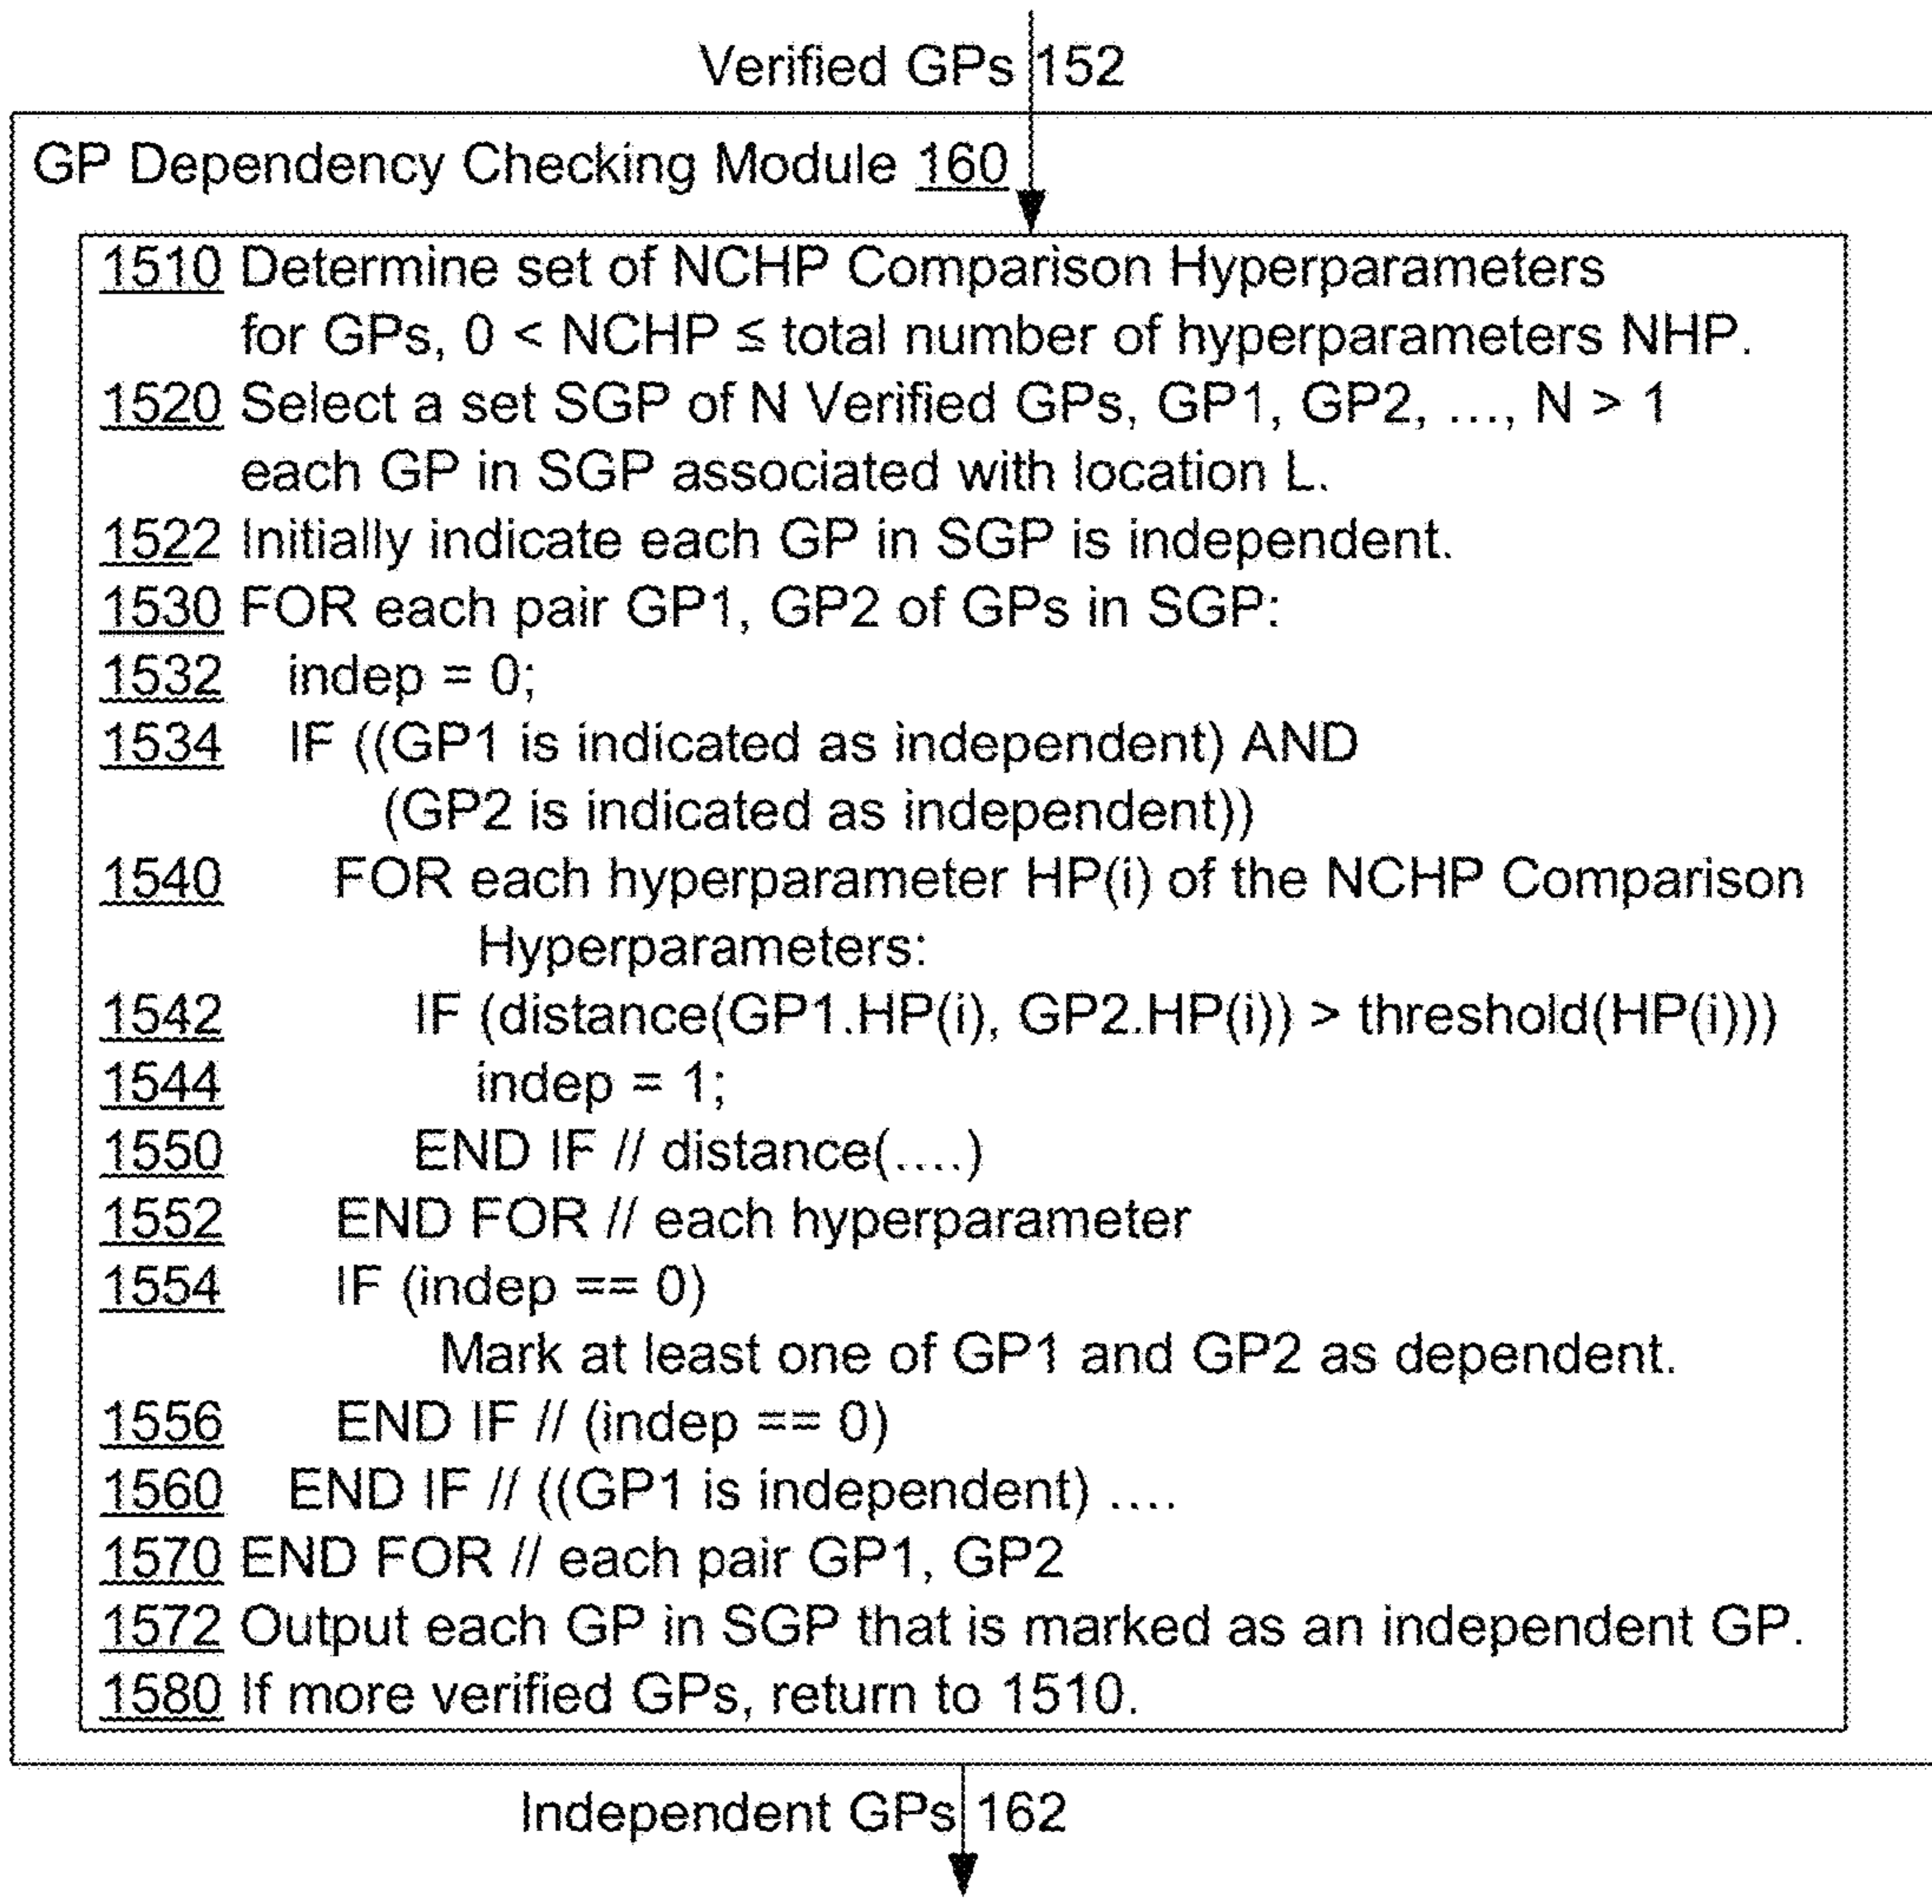 Verified GPs 152
GP Dependency Checking Module 160
1510 Determine set of NCHP Comparison Hyperparameters
for GPs, 0 < NCHP ≤ total number of hyperparameters NHP.
1520 Select a set SGP of N Verified GPs, GP1, GP2, ..., N > 1
each GP in SGP associated with location L.
1522 Initially indicate each GP in SGP is independent.
1530 FOR each pair GP1, GP2 of GPs in SGP:
1532 indep = 0;
1534 IF ((GP1 is indicated as independent) AND
(GP2 is indicated as independent))
1540 FOR each hyperparameter HP(i) of the NCHP Comparison
Hyperparameters:
1542 IF (distance(GP1.HP(i), GP2.HP(i)) > threshold(HP(i)))
1544 indep = 1;
1550 END IF // distance(....)
1552 END FOR // each hyperparameter
1554 IF (indep == 0)
Mark at least one of GP1 and GP2 as dependent.
1556 END IF // (indep == 0)
1560 END IF // ((GP1 is independent) ....
1570 END FOR // each pair GP1, GP2
1572 Output each GP in SGP that is marked as an independent GP.
1580 If more verified GPs, return to 1510.
Independent GPs 162